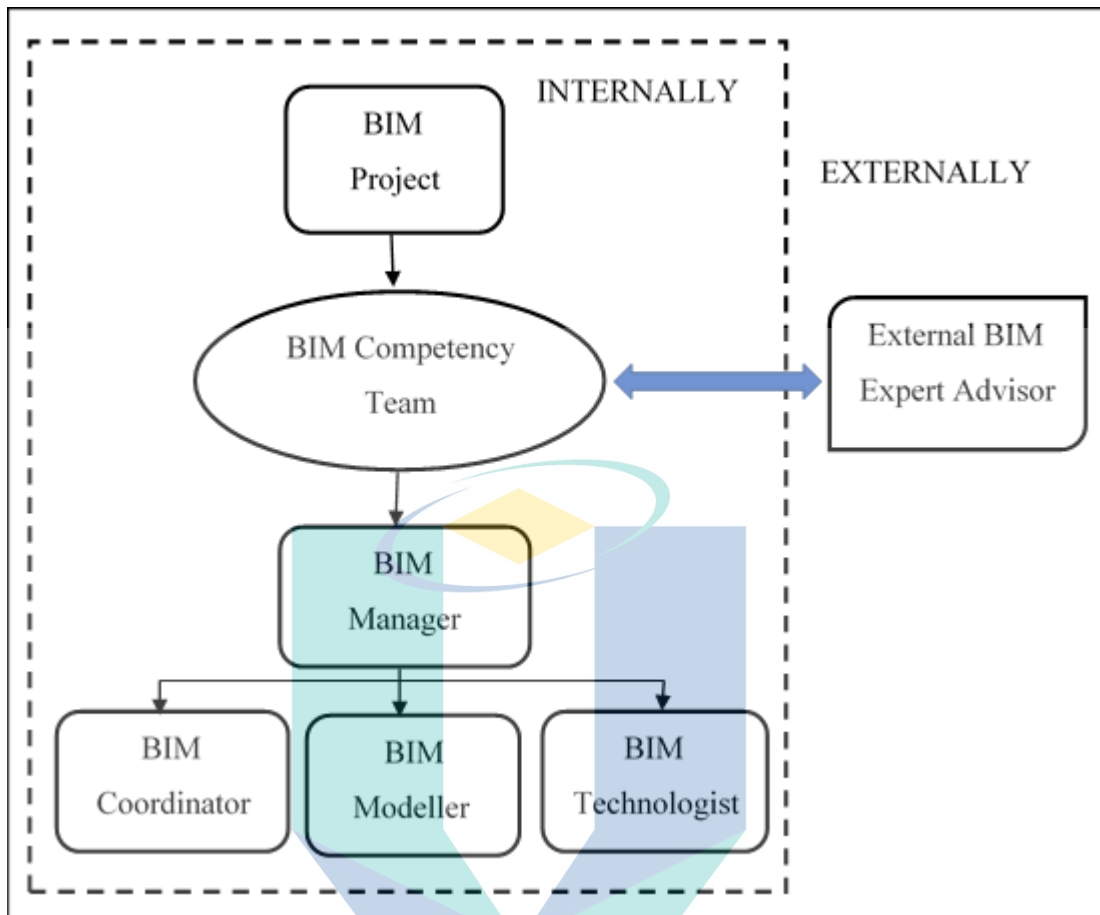 INTERNALLY
BIM
Project
EXTERNALLY
BIM Competency
Team
External BIM
Expert Advisor
BIM
Manager
BIM
Coordinator
BIM
Modeller
BIM
Technologist